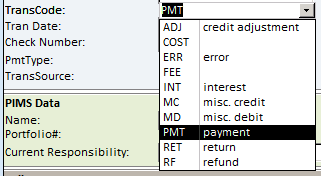 TransCode: PMT
Tran Date: ADJ credit adjustment
Check Number: COST
ERR error
PmtType: FEE
TransSource: INT interest
MC misc. credit
PIMS Data MD misc. debit
Name: PMT payment
Portfolio#: RET return
Current Responsibility: RF refund